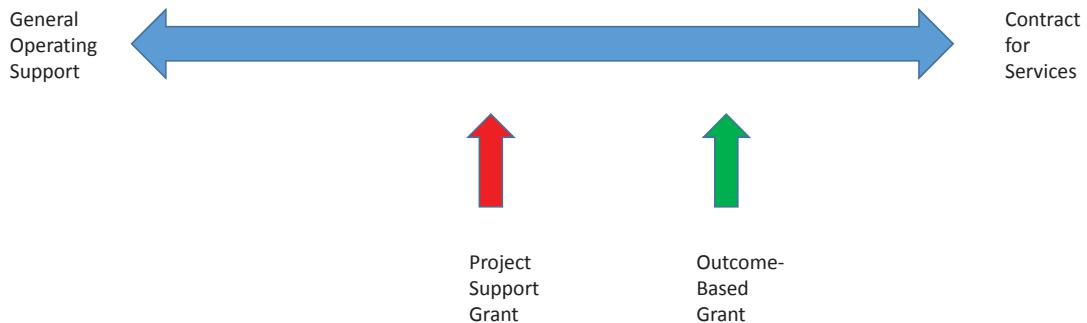 General
Operating
Support
Contract
for
Services
Project
Support
Grant
Outcome-
Based
Grant